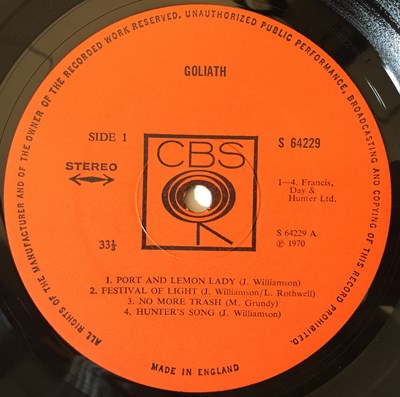 ALL RIGHTS OF THE MANUFACTURER AND OF THE OWNER OF THE RECORDED WORK RESERVED. UNAUTHORIZED PUBLIC PERFORMANCE, BROADCASTING AND COPYING OF THIS RECORD PROHIBITED.
GOLIATH
SIDE 1
S 64229
CBS
STEREO
1—4. Francis,
Day &
Hunter Ltd.
33⅓
S 64229 A
℗ 1970
1. PORT AND LEMON LADY (J. Williamson)
2. FESTIVAL OF LIGHT (J. Williamson/L. Rothwell)
3. NO MORE TRASH (M. Grundy)
4. HUNTER'S SONG (J. Williamson)
MADE IN ENGLAND